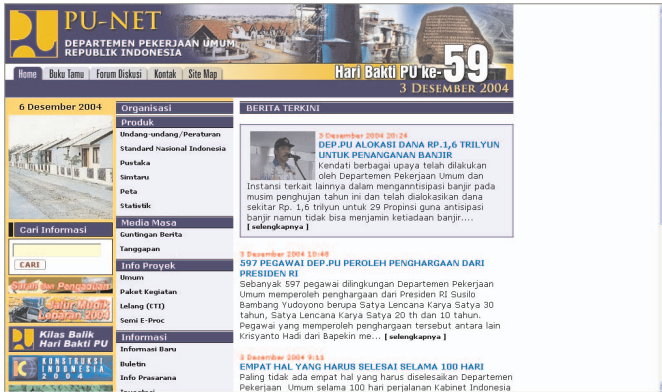 PU-NET
DEPARTEMEN PEKERJAAN UMUM
REPUBLIK INDONESIA
Home
Buku Tamu
Forum Diskusi
Kontak
Site Map
Hari Bakti PU ke-59
3 DESEMBER 2004
6 Desember 2004
Cari Informasi
CARI
Saran dan Pengaduan
Jalur Mudik
Lebaran 2004
Kilas Balik
Hari Bakti PU
KONSTRUKSI
INDONESIA
2004
Organisasi
Produk
Undang-undang/Peraturan
Standard Nasional Indonesia
Pustaka
Simtaru
Peta
Statistik
Media Masa
Guntingan Berita
Tanggapan
Info Proyek
Umum
Paket Kegiatan
Lelang (CTI)
Semi E-Proc
Informasi
Informasi Baru
Buletin
Info Prasarana
BERITA TERKINI
3 Desember 2004 20:24
DEP.PU ALOKASI DANA RP.1,6 TRILYUN
UNTUK PENANGANAN BANJIR
Kendati berbagai upaya telah dilakukan
oleh Departemen Pekerjaan Umum dan
Instansi terkait lainnya dalam menganntisipasi banjir pada
musim penghujan tahun ini dan telah dialokasikan dana
sekitar Rp. 1,6 trilyun untuk 29 Propinsi guna antisipasi
banjir namun tidak bisa menjamin ketiadaan banjir....
[ selengkapnya ]
3 Desember 2004 10:48
597 PEGAWAI DEP.PU PEROLEH PENGHARGAAN DARI
PRESIDEN RI
Sebanyak 597 pegawai dilingkungan Departemen Pekerjaan
Umum memperoleh penghargaan dari Presiden RI Susilo
Bambang Yudoyono berupa Satya Lencana Karya Satya 30
tahun, Satya Lencana Karya Satya 20 th dan 10 tahun.
Pegawai yang memperoleh penghargaan tersebut antara lain
Krisyanto Hadi dari Bapekin me... [ selengkapnya ]
3 Desember 2004 9:11
EMPAT HAL YANG HARUS SELESAI SELAMA 100 HARI
Paling tidak ada empat hal yang harus diselesaikan Departemen
Pekerjaan Umum selama 100 hari perjalanan Kabinet Indonesia